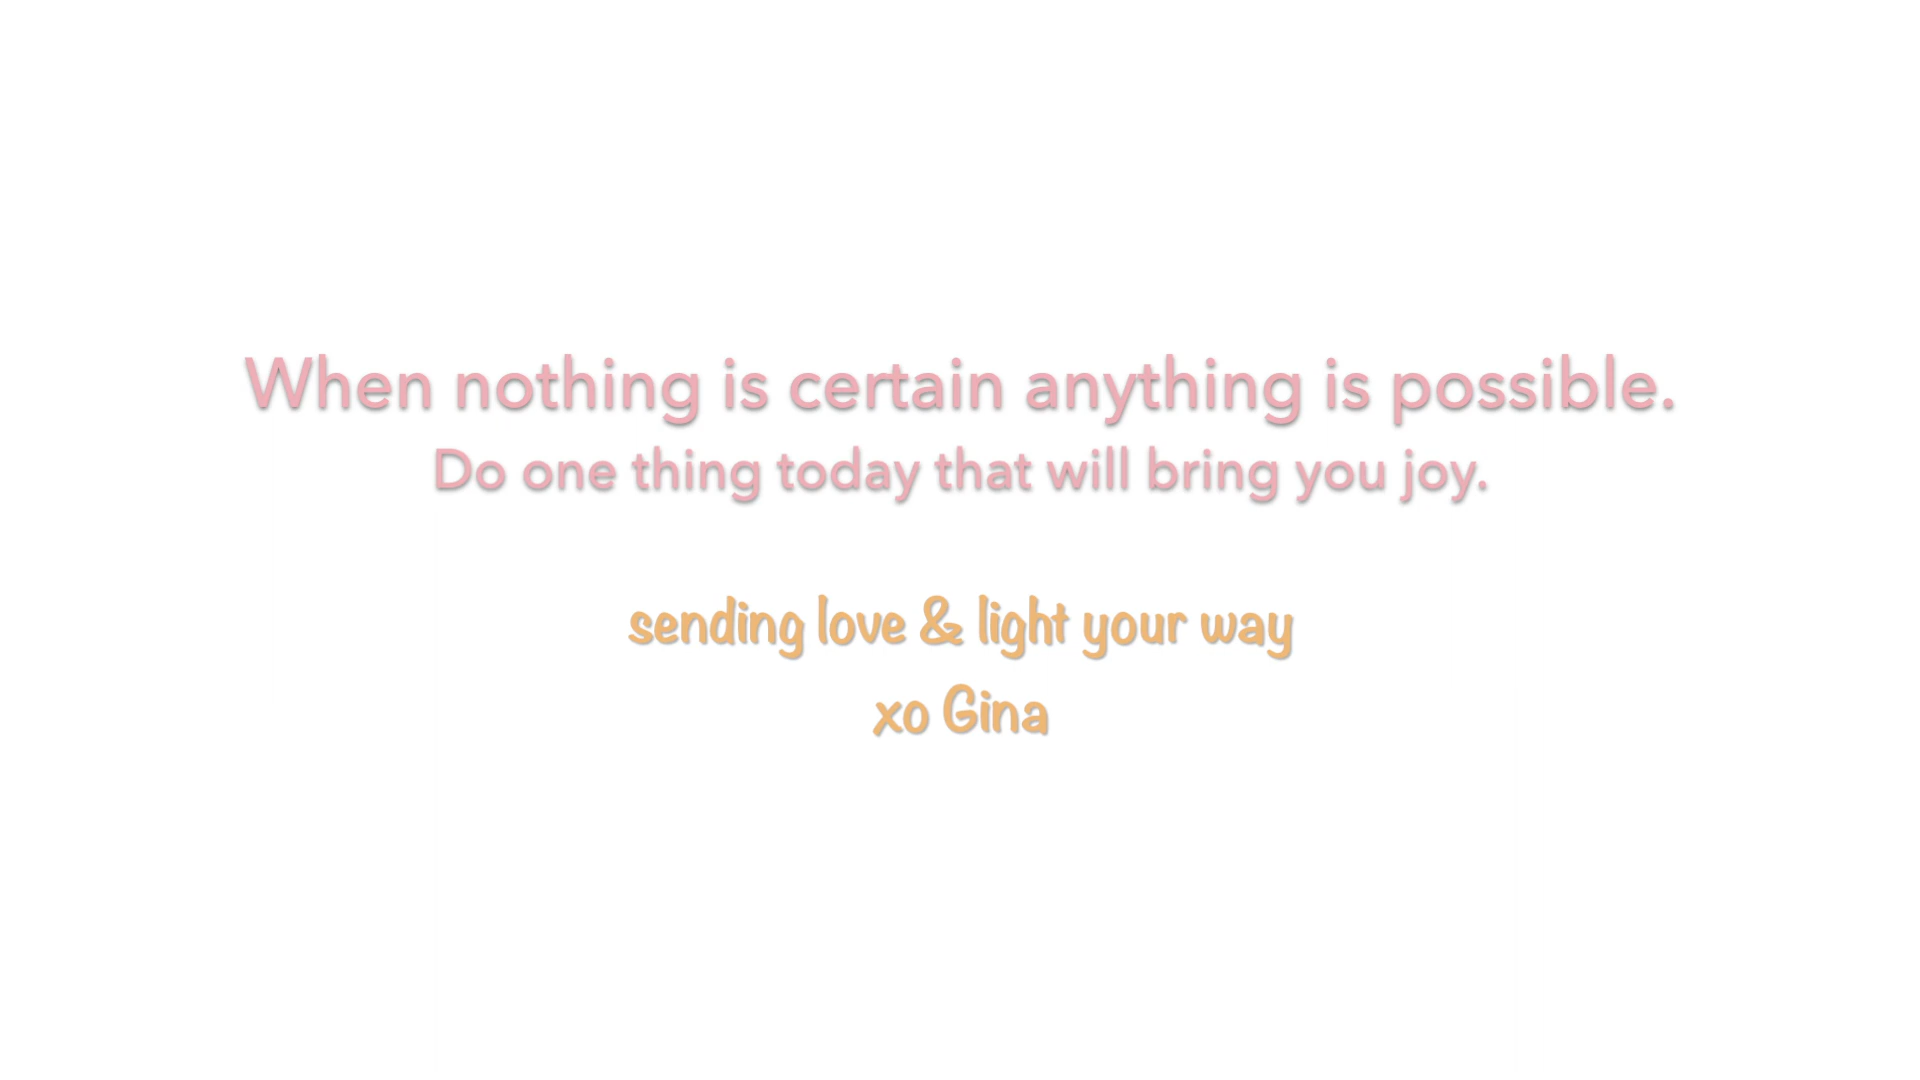 When nothing is certain anything is possible.
Do one thing today that will bring you joy.
sending love & light your way
xo Gina